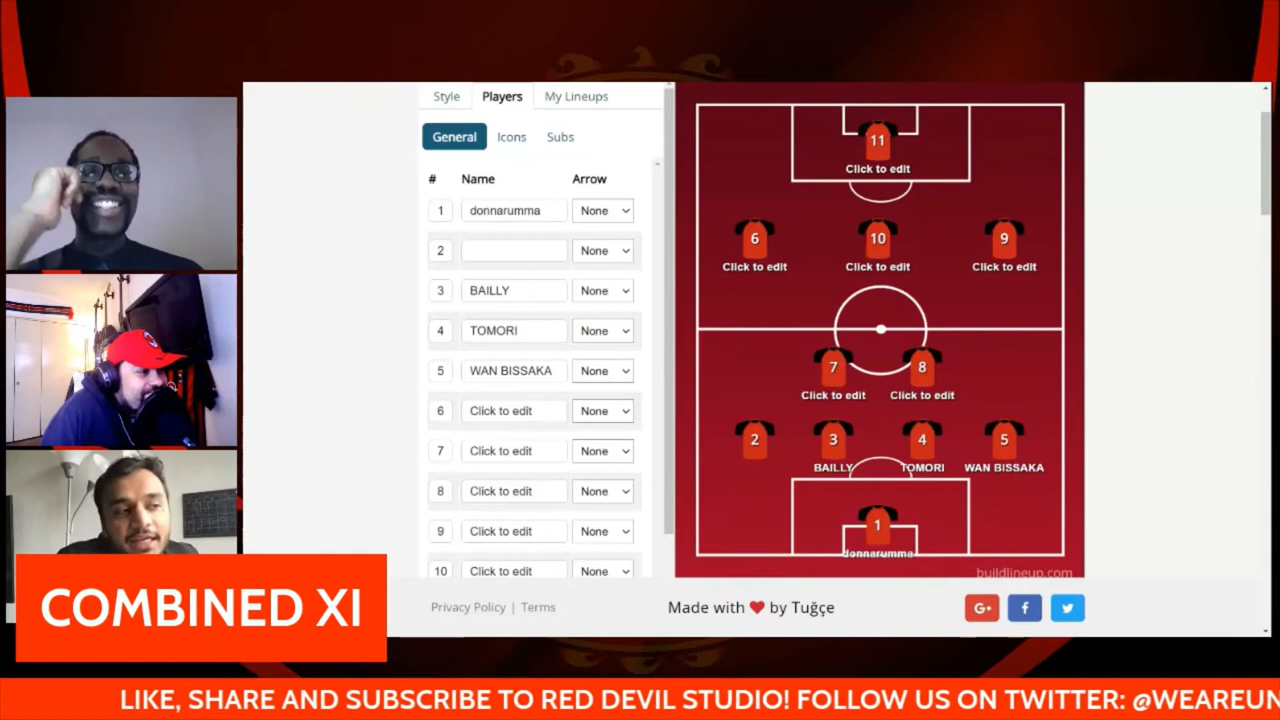 Style Players My Lineups
General Icons Subs
# Name Arrow
1 donnarumma None
2 None
3 BAILLY None
4 TOMORI None
5 WAN BISSAKA None
6 Click to edit None
7 Click to edit None
8 Click to edit None
9 Click to edit None
10 Click to edit None
11
Click to edit
6 10 9
Click to edit Click to edit Click to edit
7 8
Click to edit Click to edit
2 3 4 5
BAILLY TOMORI WAN BISSAKA
1
donnarumma
buildlineup.com
Privacy Policy | Terms
Made with ❤ by Tuğçe
G+ f
COMBINED XI
LIKE, SHARE AND SUBSCRIBE TO RED DEVIL STUDIO! FOLLOW US ON TWITTER: @WEAREUN